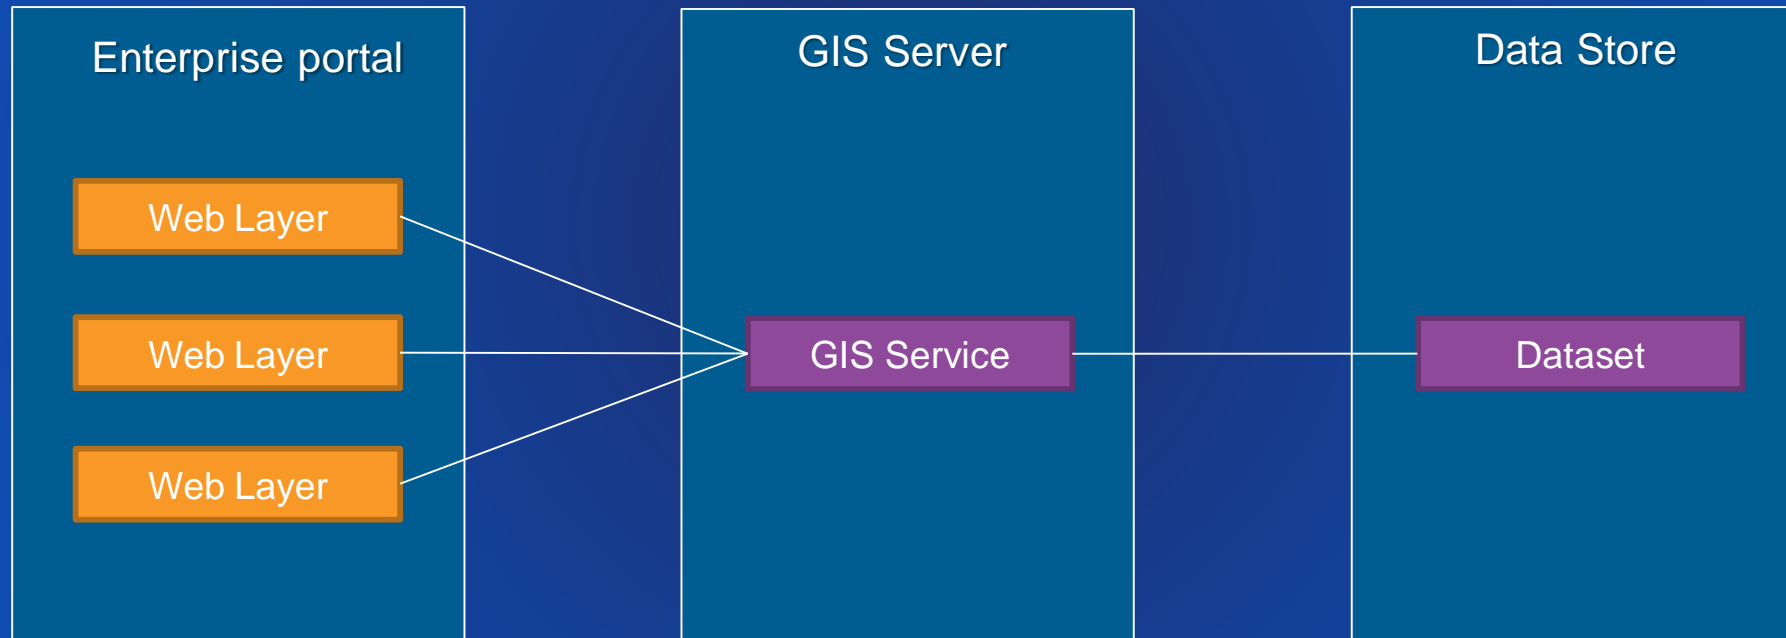 Enterprise portal
GIS Server
Data Store
Web Layer
Web Layer
GIS Service
Dataset
Web Layer